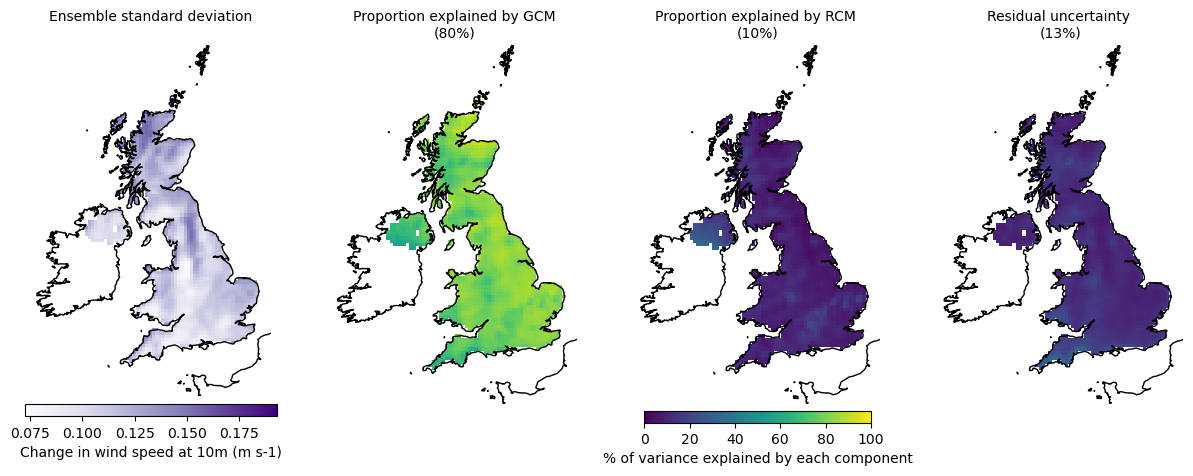 Ensemble standard deviation
Proportion explained by GCM
(80%)
Proportion explained by RCM
(10%)
Residual uncertainty
(13%)
0.075 0.100 0.125 0.150 0.175
Change in wind speed at 10m (m s-1)
0 20 40 60 80 100
% of variance explained by each component